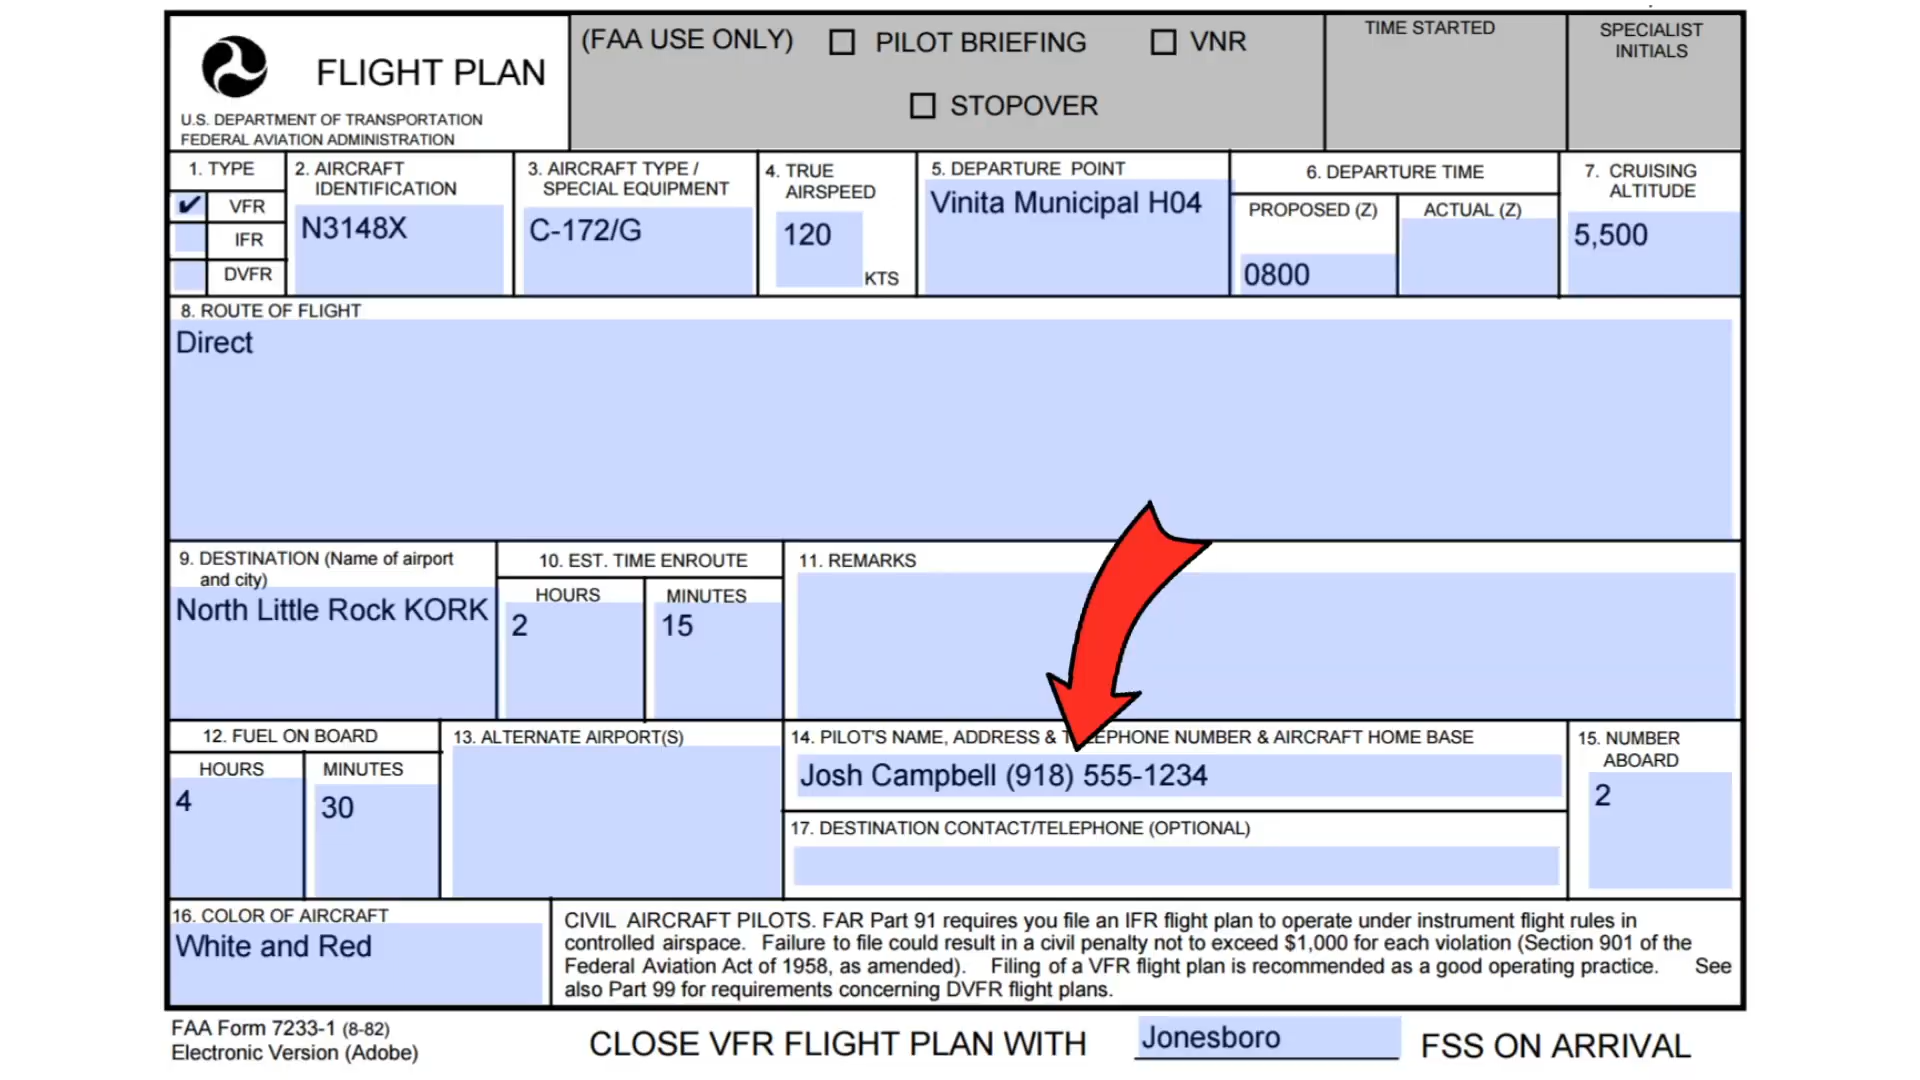 FLIGHT PLAN
U.S. DEPARTMENT OF TRANSPORTATION
FEDERAL AVIATION ADMINISTRATION
(FAA USE ONLY)
PILOT BRIEFING
VNR
STOPOVER
TIME STARTED
SPECIALIST
INITIALS
1. TYPE
VFR
IFR
DVFR
2. AIRCRAFT
IDENTIFICATION
N3148X
3. AIRCRAFT TYPE /
SPECIAL EQUIPMENT
C-172/G
4. TRUE
AIRSPEED
120
KTS
5. DEPARTURE POINT
Vinita Municipal H04
6. DEPARTURE TIME
PROPOSED (Z)
0800
ACTUAL (Z)
7. CRUISING
ALTITUDE
5,500
8. ROUTE OF FLIGHT
Direct
9. DESTINATION (Name of airport
and city)
North Little Rock KORK
10. EST. TIME ENROUTE
HOURS
2
MINUTES
15
11. REMARKS
12. FUEL ON BOARD
HOURS
4
MINUTES
30
13. ALTERNATE AIRPORT(S)
14. PILOT'S NAME, ADDRESS & TELEPHONE NUMBER & AIRCRAFT HOME BASE
Josh Campbell (918) 555-1234
15. NUMBER
ABOARD
2
17. DESTINATION CONTACT/TELEPHONE (OPTIONAL)
16. COLOR OF AIRCRAFT
White and Red
CIVIL AIRCRAFT PILOTS. FAR Part 91 requires you file an IFR flight plan to operate under instrument flight rules in
controlled airspace. Failure to file could result in a civil penalty not to exceed $1,000 for each violation (Section 901 of the
Federal Aviation Act of 1958, as amended). Filing of a VFR flight plan is recommended as a good operating practice. See
also Part 99 for requirements concerning DVFR flight plans.
FAA Form 7233-1 (8-82)
Electronic Version (Adobe)
CLOSE VFR FLIGHT PLAN WITH Jonesboro FSS ON ARRIVAL